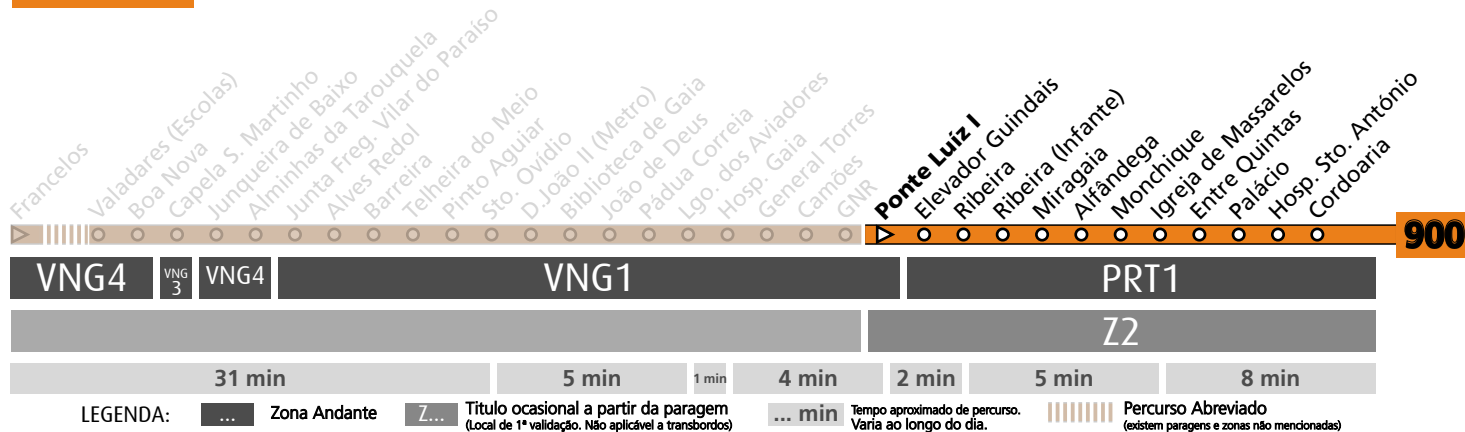 Francelos
Valadares (Escolas)
Boa Nova
Capela S. Martinho
Junqueira de Baixo
Alminhas da Tarouquela
Junta Freg. Vilar do Paraíso
Alves Redol
Barreira
Telheira do Meio
Pinto Aguiar
Sto. Ovídio
D.João II (Metro)
Biblioteca de Gaia
João de Deus
Pádua Correia
Lgo. dos Aviadores
Hosp. Gaia
General Torres
Camões
GNR
Ponte Luíz I
Elevador Guindais
Ribeira
Ribeira (Infante)
Miragaia
Alfândega
Monchique
Igreja de Massarelos
Entre Quintas
Palácio
Hosp. Sto. António
Cordoaria
900
VNG4
VNG
3
VNG4
VNG1
PRT1
Z2
31 min
5 min
1 min
4 min
2 min
5 min
8 min
LEGENDA:
...
Zona Andante
Z...
Titulo ocasional a partir da paragem
(Local de 1ª validação. Não aplicável a transbordos)
... min
Tempo aproximado de percurso.
Varia ao longo do dia.
Percurso Abreviado
(existem paragens e zonas não mencionadas)